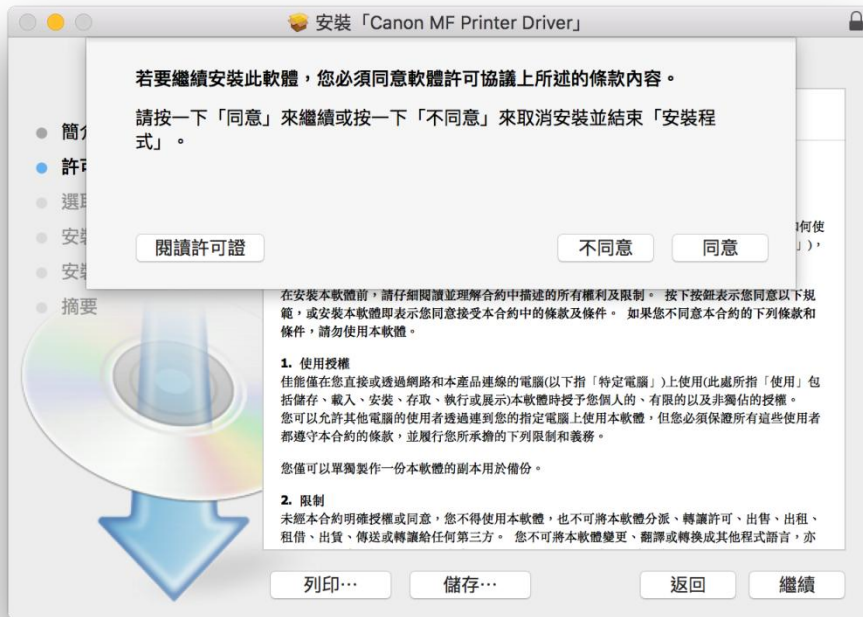 安裝「Canon MF Printer Driver」
若要繼續安裝此軟體，您必須同意軟體許可協議上所述的條款內容。
請按一下「同意」來繼續或按一下「不同意」來取消安裝並結束「安裝程
式」。
閱讀許可證
不同意
同意
簡
許
選
安
安
摘要
何使
」)，
在安裝本軟體前，請仔細閱讀並理解合約中描述的所有權利及限制。 按下按鈕表示您同意以下規
範，或安裝本軟體即表示您同意接受本合約中的條款及條件。 如果您不同意本合約的下列條款和
條件，請勿使用本軟體。
1. 使用授權
佳能僅在您直接或透過網路和本產品連線的電腦(以下指「特定電腦」)上使用(此處所指「使用」包
括儲存、載入、安裝、存取、執行或展示)本軟體時授予您個人的、有限的以及非獨佔的授權。
您可以允許其他電腦的使用者透過連到您的指定電腦上使用本軟體，但您必須保證所有這些使用者
都遵守本合約的條款，並履行您所承擔的下列限制和義務。
您僅可以單獨製作一份本軟體的副本用於備份。
2. 限制
未經本合約明確授權或同意，您不得使用本軟體，也不可將本軟體分派、轉讓許可、出售、出租、
租借、出賃、傳送或轉讓給任何第三方。 您不可將本軟體變更、翻譯或轉換成其他程式語言，亦
列印⋯
儲存⋯
返回
繼續